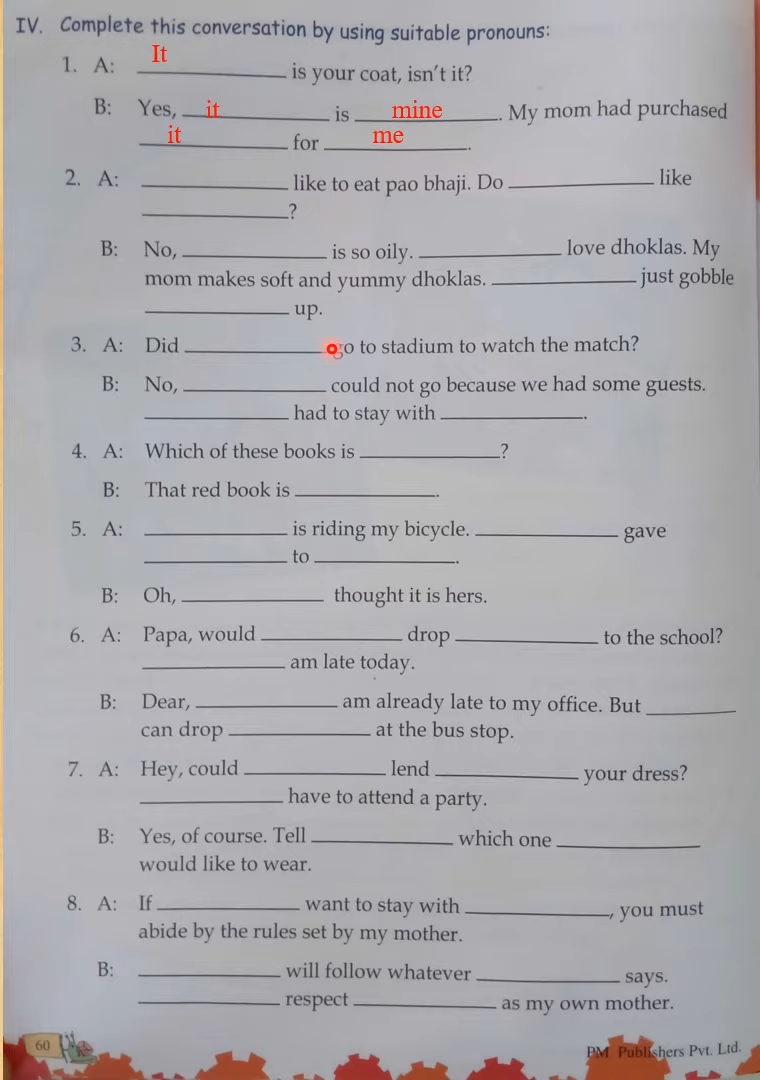 IV. Complete this conversation by using suitable pronouns:
1. A: It is your coat, isn't it?
B: Yes, it is mine. My mom had purchased
it for me.
2. A: ____________ like to eat pao bhaji. Do ____________ like
____________?
B: No, ____________ is so oily. ____________ love dhoklas. My
mom makes soft and yummy dhoklas. ____________ just gobble
____________ up.
3. A: Did ____________ go to stadium to watch the match?
B: No, ____________ could not go because we had some guests.
____________ had to stay with ____________.
4. A: Which of these books is ____________?
B: That red book is ____________.
5. A: ____________ is riding my bicycle. ____________ gave
____________ to ____________.
B: Oh, ____________ thought it is hers.
6. A: Papa, would ____________ drop ____________ to the school?
____________ am late today.
B: Dear, ____________ am already late to my office. But ________
can drop ____________ at the bus stop.
7. A: Hey, could ____________ lend ____________ your dress?
____________ have to attend a party.
B: Yes, of course. Tell ____________ which one ____________
would like to wear.
8. A: If ____________ want to stay with ____________, you must
abide by the rules set by my mother.
B: ____________ will follow whatever ____________ says.
____________ respect ____________ as my own mother.
60
PM Publishers Pvt. Ltd.